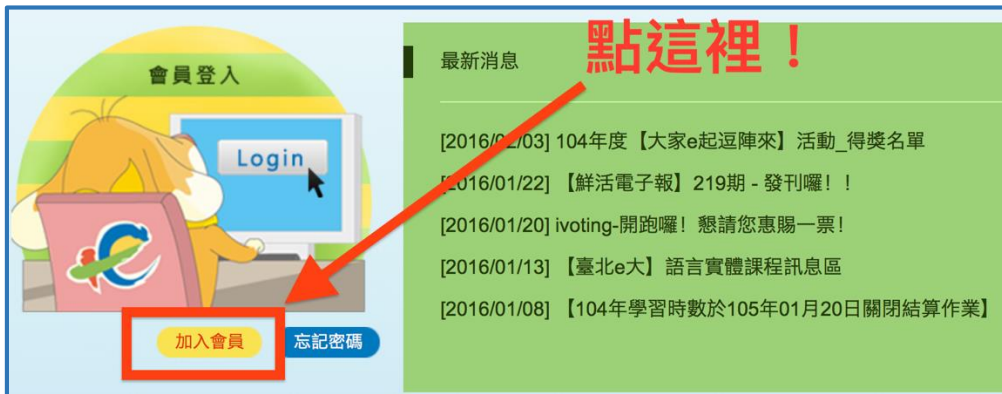 點這裡！
會員登入
Login
加入會員
忘記密碼
最新消息
[2016/02/03] 104年度【大家e起逗陣來】活動_得獎名單
[2016/01/22] 【鮮活電子報】219期 - 發刊囉！！
[2016/01/20] ivoting-開跑囉！懇請您惠賜一票！
[2016/01/13] 【臺北e大】語言實體課程訊息區
[2016/01/08] 【104年學習時數於105年01月20日關閉結算作業】